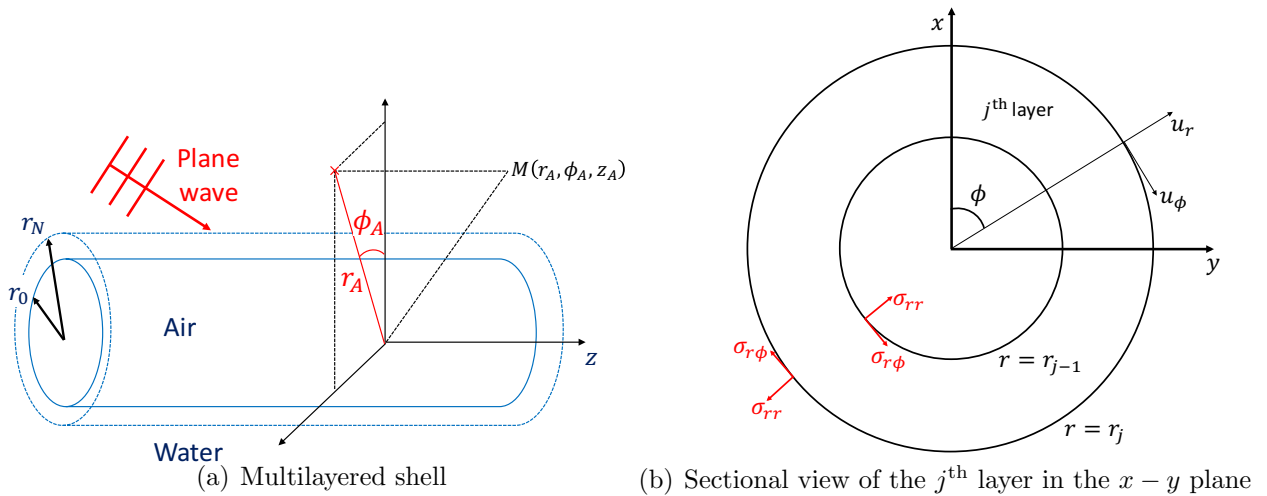 Plane
wave
M(r_A, ϕ_A, z_A)
r_N
ϕ_A
r_0
r_A
Air
z
Water
(a) Multilayered shell
x
j^th layer
u_r
ϕ
u_ϕ
y
σ_rr
σ_rϕ
r = r_{j−1}
σ_rϕ
σ_rr
r = r_j
(b) Sectional view of the j^th layer in the x − y plane